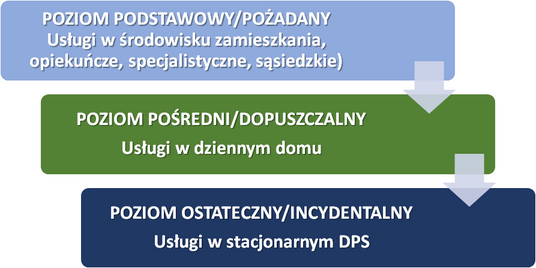 POZIOM PODSTAWOWY/POŻADANY
Usługi w środowisku zamieszkania,
opiekuńcze, specjalistyczne, sąsiedzkie)
POZIOM POŚREDNI/DOPUSZCZALNY
Usługi w dziennym domu
POZIOM OSTATECZNY/INCYDENTALNY
Usługi w stacjonarnym DPS